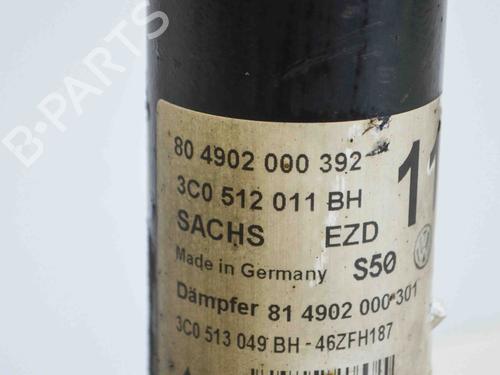 B-PARTS
80 4902 000 392
3C0 512 011 BH
SACHS EZD
Made in Germany S50
Dämpfer 81 4902 000 301
3C0 513 049 BH - 46ZFH187